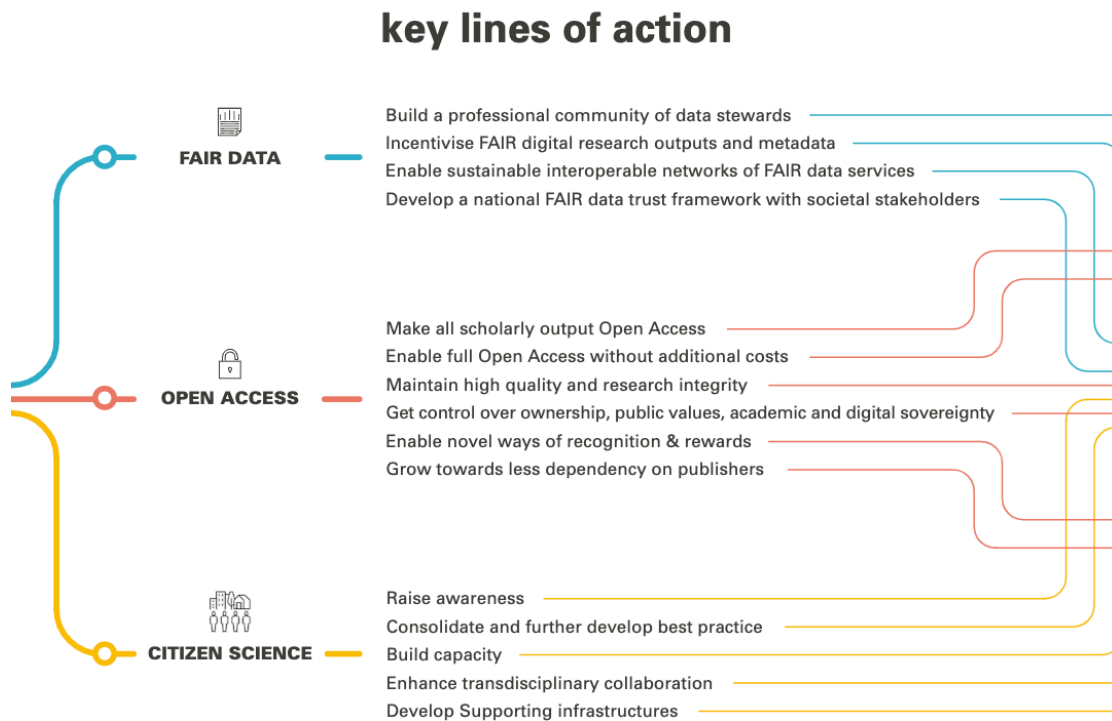 key lines of action
FAIR DATA
Build a professional community of data stewards
Incentivise FAIR digital research outputs and metadata
Enable sustainable interoperable networks of FAIR data services
Develop a national FAIR data trust framework with societal stakeholders
OPEN ACCESS
Make all scholarly output Open Access
Enable full Open Access without additional costs
Maintain high quality and research integrity
Get control over ownership, public values, academic and digital sovereignty
Enable novel ways of recognition & rewards
Grow towards less dependency on publishers
CITIZEN SCIENCE
Raise awareness
Consolidate and further develop best practice
Build capacity
Enhance transdisciplinary collaboration
Develop Supporting infrastructures